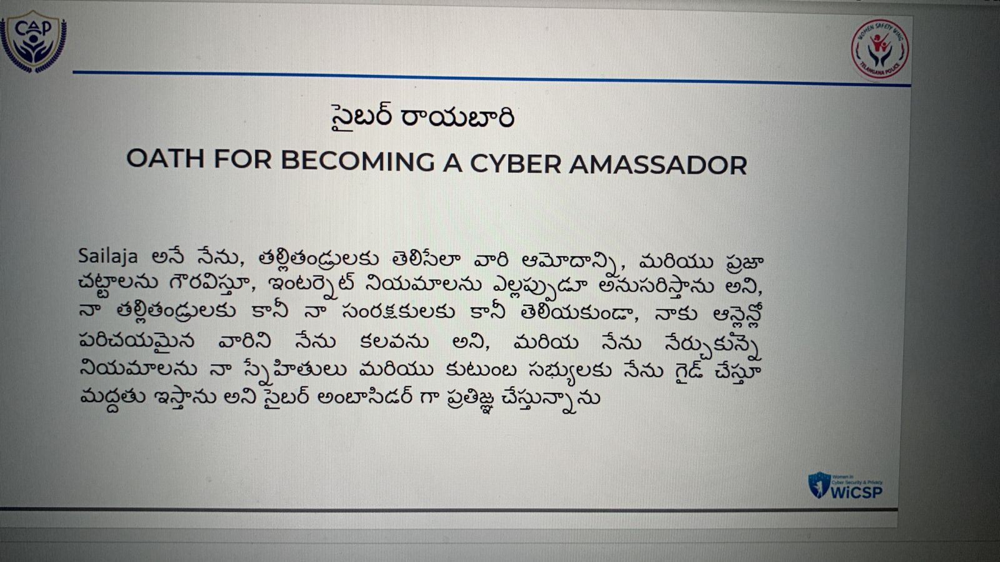 CAP
WOMEN SAFETY WING
TELANGANA POLICE
సైబర్ రాయబారి
OATH FOR BECOMING A CYBER AMASSADOR
Sailaja అనే నేను, తల్లితండ్రులకు తెలిసేలా వారి ఆమోదాన్ని, మరియు ప్రజా
చట్టాలను గౌరవిస్తూ, ఇంటర్నెట్ నియమాలను ఎల్లప్పుడూ అనుసరిస్తాను అని,
నా తల్లితండ్రులకు కానీ నా సంరక్షకులకు కానీ తెలియకుండా, నాకు ఆన్లైన్లో
పరిచయమైన వారిని నేను కలవను అని, మరియ నేను నేర్చుకున్నై
నియమాలను నా స్నేహితులు మరియు కుటుంబ సభ్యులకు నేను గైడ్ చేస్తూ
మద్దతు ఇస్తాను అని సైబర్ అంబాసిడర్ గా ప్రతిజ్ఞ చేస్తున్నాను
Women in
Cyber Security & Privacy
WiCSP